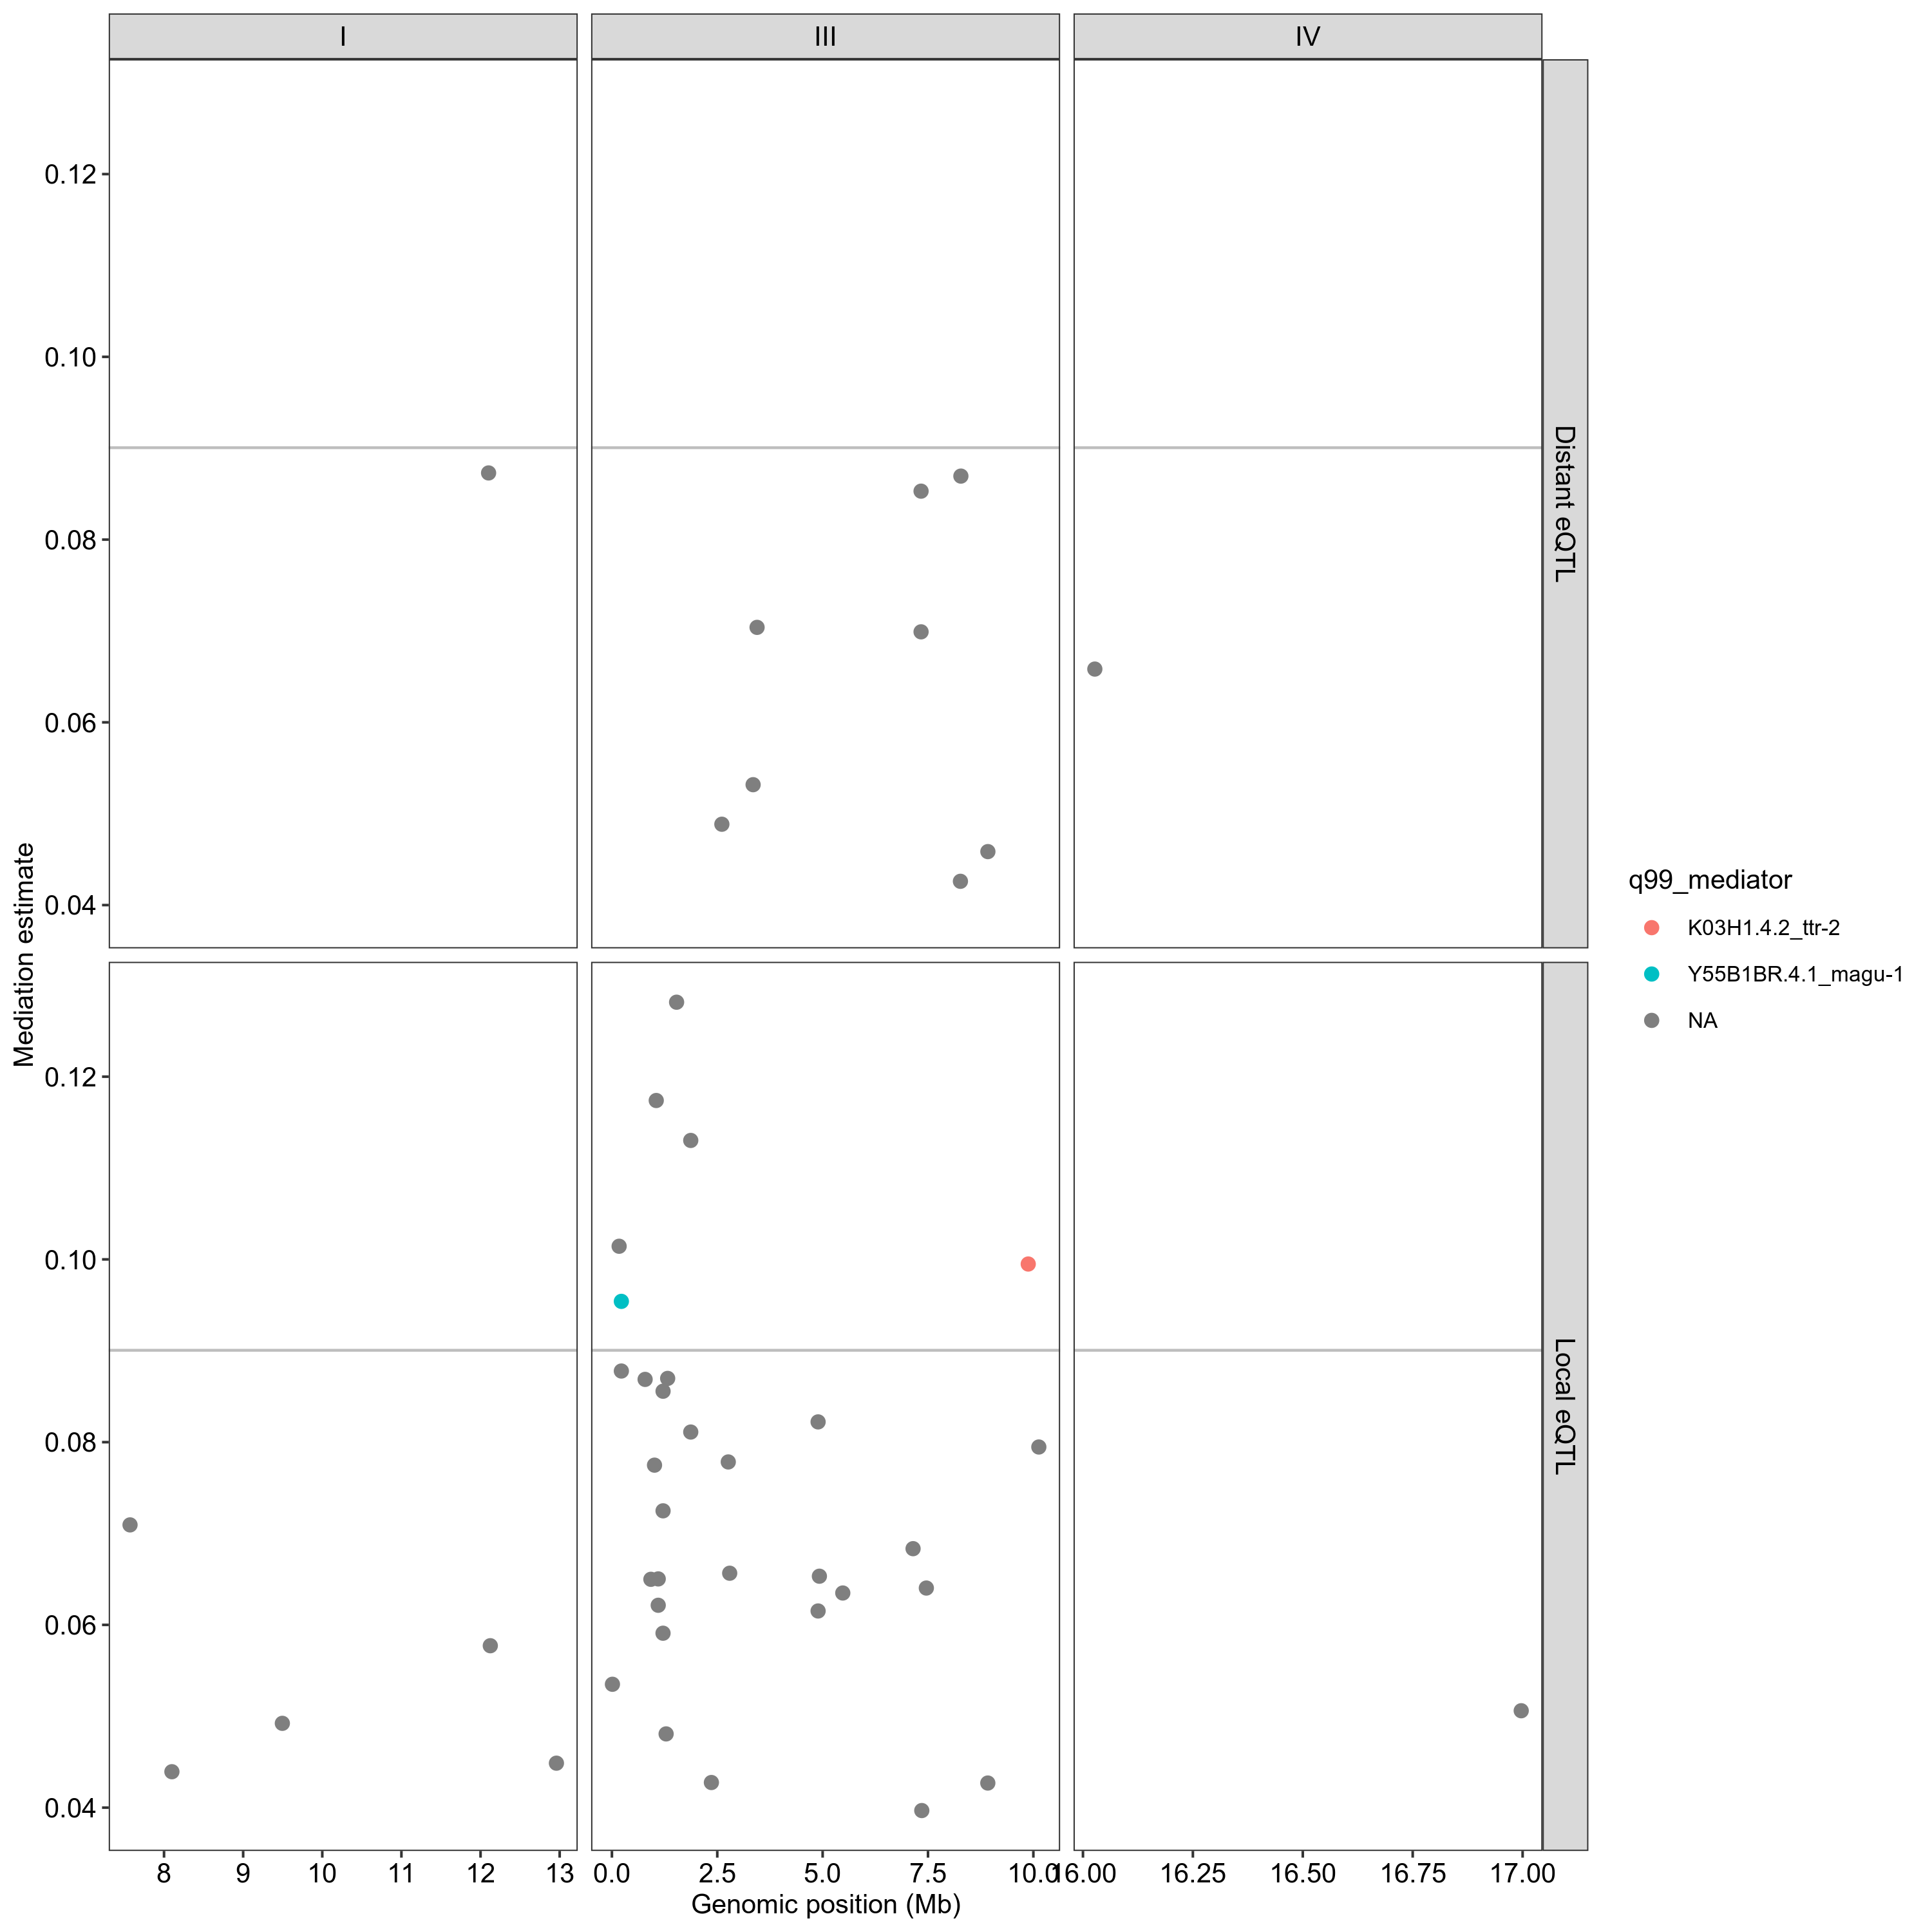 I III IV
0.12
0.10
0.08
0.06
0.04
Distant eQTL
Mediation estimate
0.12
0.10
0.08
0.06
0.04
Local eQTL
8 9 10 11 12 13 0.0 2.5 5.0 7.5 10.0 16.00 16.25 16.50 16.75 17.00
Genomic position (Mb)
q99_mediator
K03H1.4.2_ttr-2
Y55B1BR.4.1_magu-1
NA